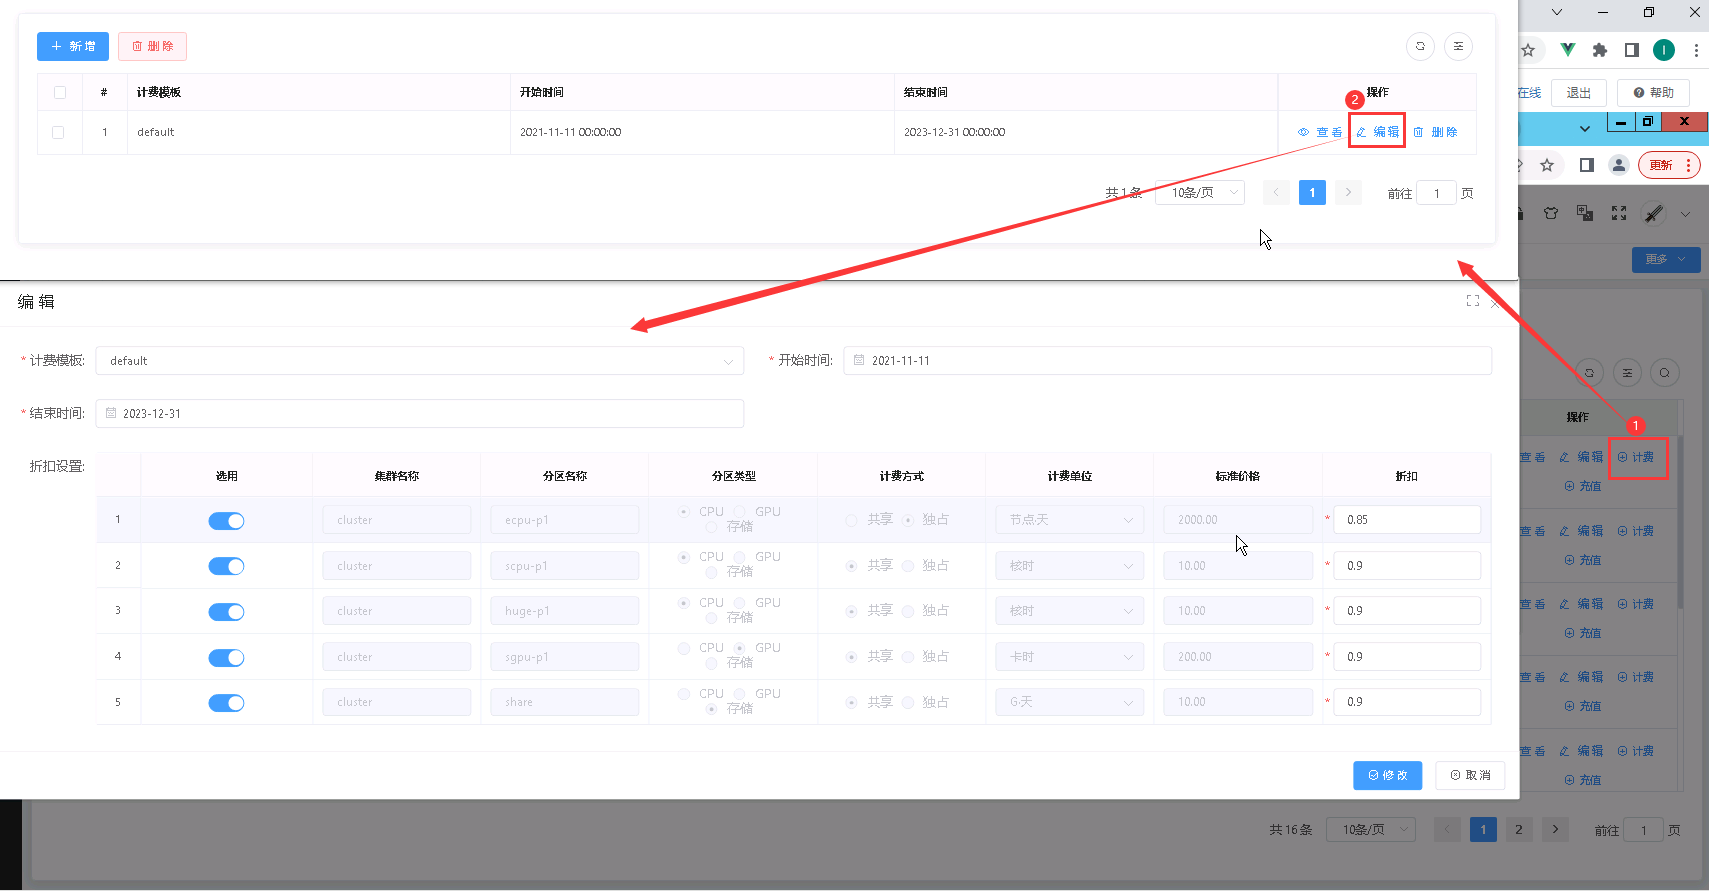 新增 删除
# 计费模板 开始时间 结束时间 2 操作
1 default 2021-11-11 00:00:00 2023-12-31 00:00:00 查看 编辑 删除
共 1 条 10条/页 1 前往 1 页
在线 退出 帮助
更新
更多
编辑
* 计费模板: default * 开始时间: 2021-11-11
* 结束时间: 2023-12-31
折扣设置: 选用 集群名称 分区名称 分区类型 计费方式 计费单位 标准价格 折扣
1 cluster ecpu-p1 CPU GPU 存储 共享 独占 节点·天 2000.00 * 0.85
2 cluster scpu-p1 CPU GPU 存储 共享 独占 核时 10.00 * 0.9
3 cluster huge-p1 CPU GPU 存储 共享 独占 核时 10.00 * 0.9
4 cluster sgpu-p1 CPU GPU 存储 共享 独占 卡时 200.00 * 0.9
5 cluster share CPU GPU 存储 共享 独占 G·天 10.00 * 0.9
修改 取消
操作 1
查看 编辑 计费
充值
查看 编辑 计费
充值
查看 编辑 计费
充值
查看 编辑 计费
充值
查看 编辑 计费
充值
共 16 条 10条/页 1 2 前往 1 页